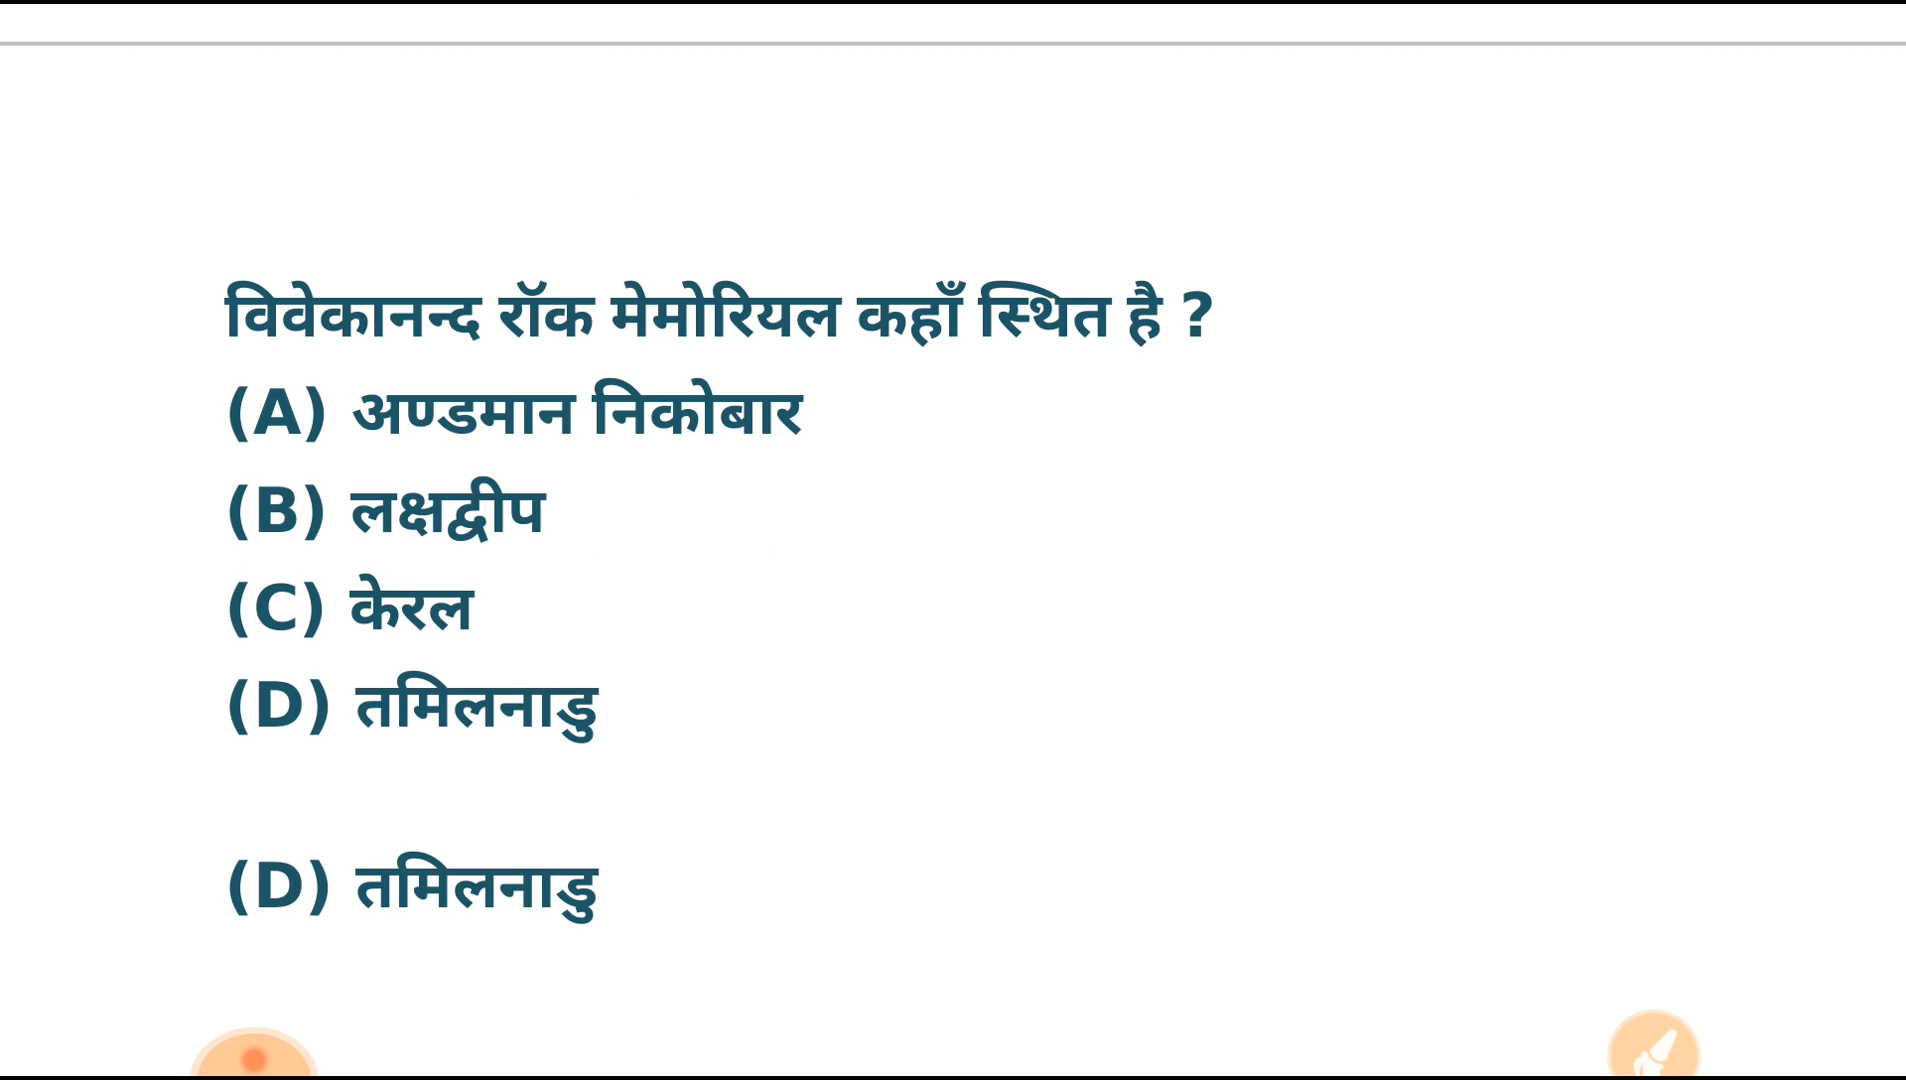 विवेकानन्द रॉक मेमोरियल कहाँ स्थित है ?
(A) अण्डमान निकोबार
(B) लक्षद्वीप
(C) केरल
(D) तमिलनाडु
(D) तमिलनाडु